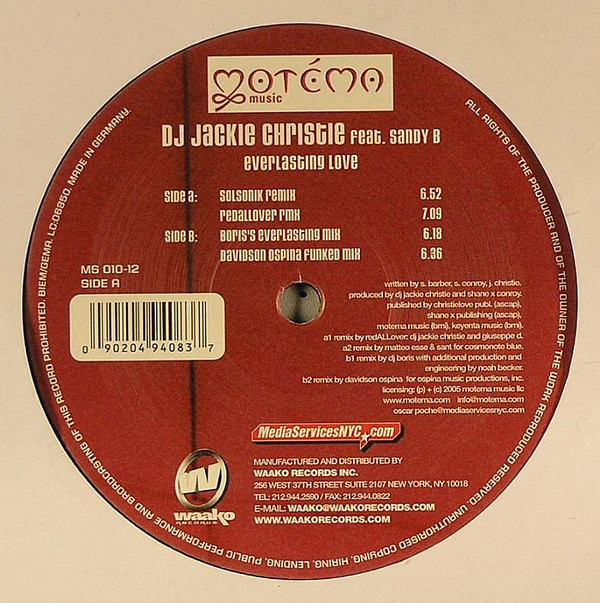 MOTÉMA
music
DJ Jackie Christie feat. Sandy B
everlasting love
SIDE A: SOLSONIK REMIX 6.52
REDALLOVER RMX 7.09
SIDE B: BORIS'S EVERLASTING MIX 6.18
DAVIDSON OSPINA FUNKED MIX 6.36
MS 010-12
SIDE A
0 90204 94083 7
written by s. barber, s. conroy, j. christie.
produced by dj jackie christie and shane x conroy.
published by christielove publ. (ascap),
shane x publishing (ascap),
motema music (bmi), keyenta music (bmi).
a1 remix by redALLover: dj jackie christie and giuseppe d.
a2 remix by matteo esse & sant for cosmonote blue.
b1 remix by dj boris with additional production and
engineering by noah becker.
b2 remix by davidson ospina for ospina music productions, inc.
licensing: (p) + (c) 2005 motema music llc
www.motema.com info@motema.com
oscar poche@mediaservicesnyc.com
MediaServicesNYC.com
W
waako
RECORDS
MANUFACTURED AND DISTRIBUTED BY
WAAKO RECORDS INC.
256 WEST 37TH STREET SUITE 2107 NEW YORK, NY 10018
TEL: 212.944.2590 / FAX: 212.944.0822
E-MAIL: WAAKO@WAAKORECORDS.COM
WWW.WAAKORECORDS.COM
ALL RIGHTS OF THE PRODUCER AND OF THE OWNER OF THE WORK REPRODUCED RESERVED. UNAUTHORISED COPYING, HIRING, LENDING, PUBLIC PERFORMANCE AND BROADCASTING OF THIS RECORD PROHIBITED. BIEM/GEMA. LC:06850. MADE IN GERMANY.